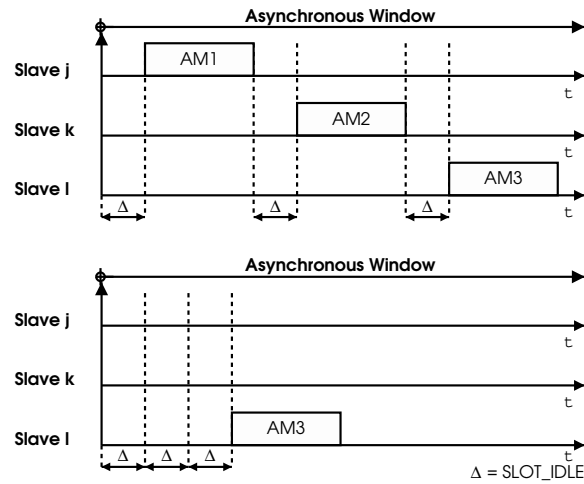 Asynchronous Window
Slave j AM1
t
Slave k AM2
t
Slave l AM3
Δ Δ Δ t
Asynchronous Window
Slave j
t
Slave k
t
Slave l AM3
Δ Δ Δ t
Δ = SLOT_IDLE